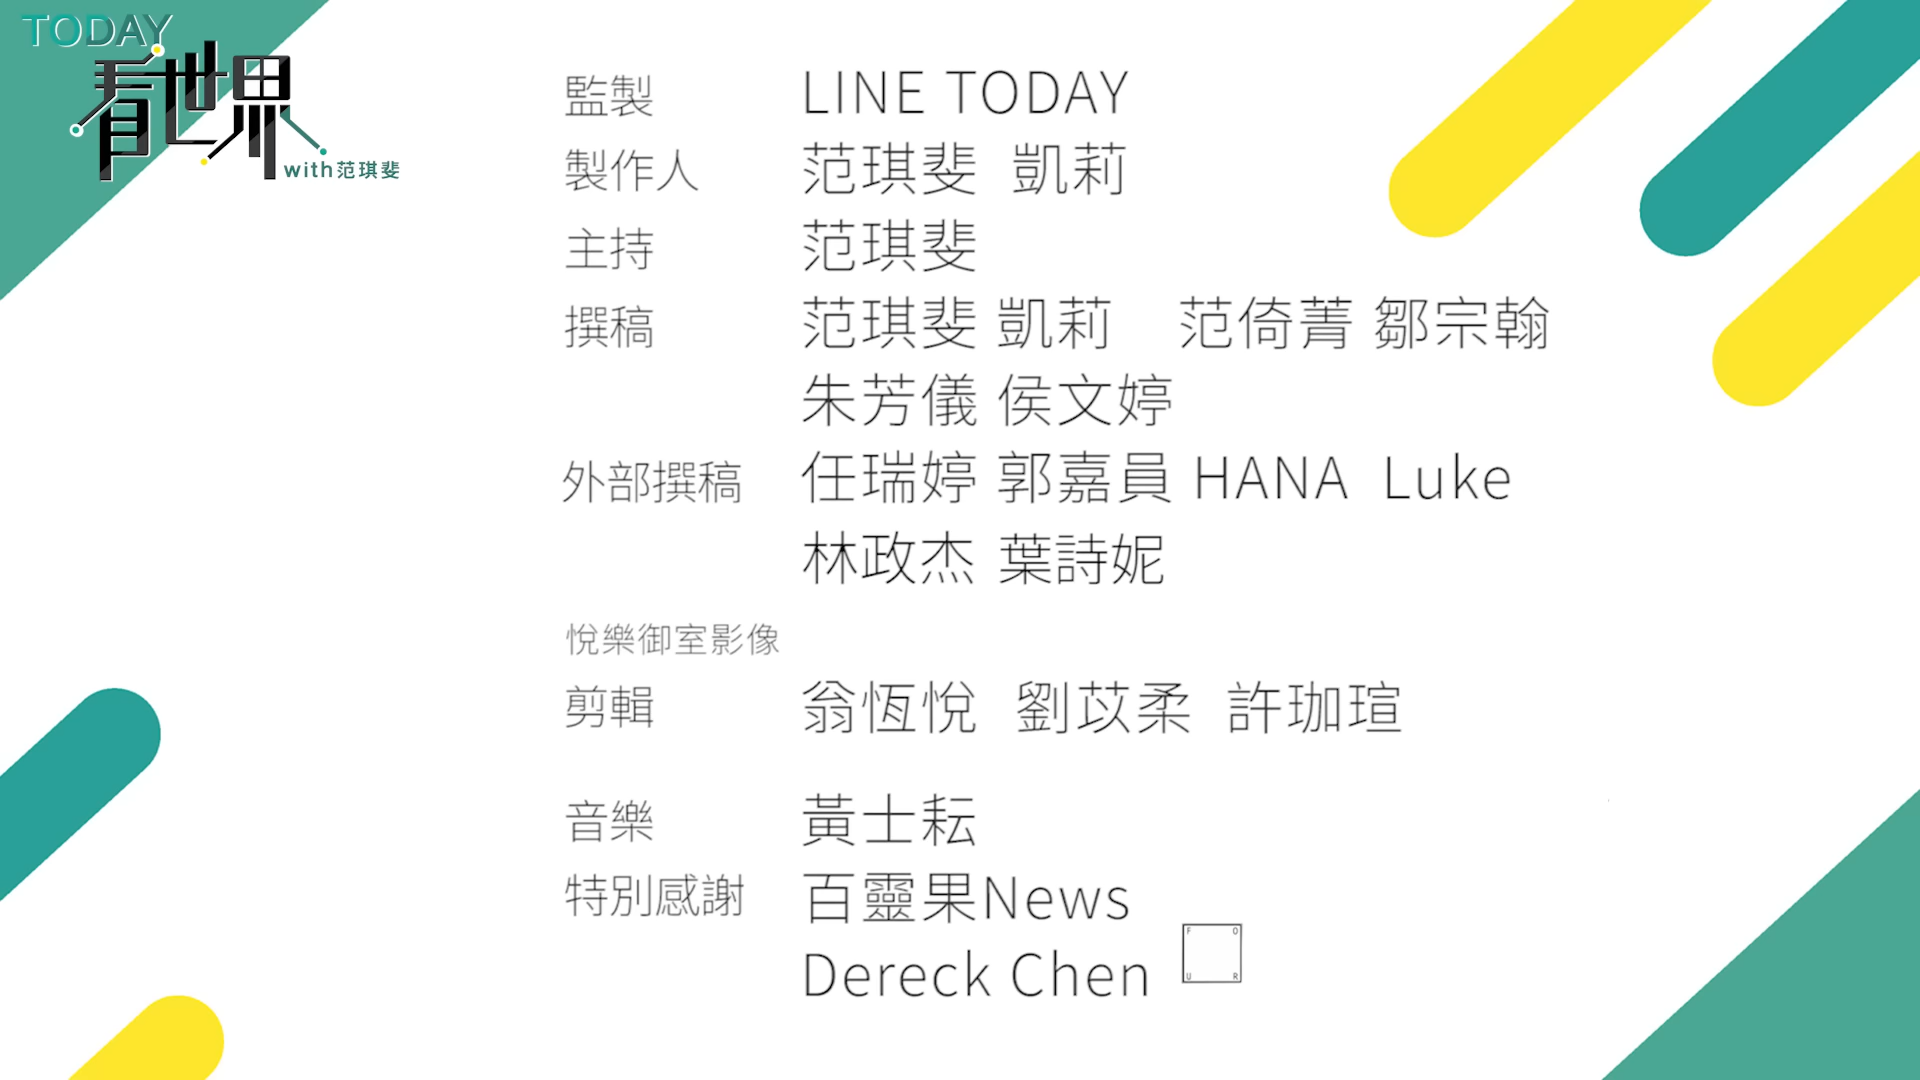 TODAY
看世界
with范琪斐
監製 LINE TODAY
製作人 范琪斐 凱莉
主持 范琪斐
撰稿 范琪斐 凱莉 范倚菁 鄒宗翰
朱芳儀 侯文婷
外部撰稿 任瑞婷 郭嘉員 HANA Luke
林政杰 葉詩妮
悅樂御室影像
剪輯 翁恆悅 劉苡柔 許珈瑄
音樂 黃士耘
特別感謝 百靈果News
Dereck Chen
F O
U R